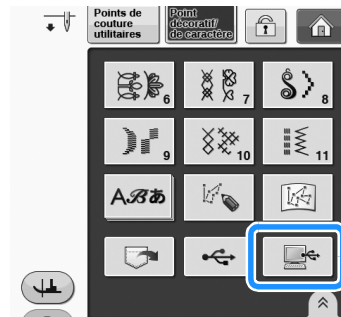 Points de
couture
utilitaires
Point
décoratif/
de caractère
6
7
8
9
10
11
ABあ